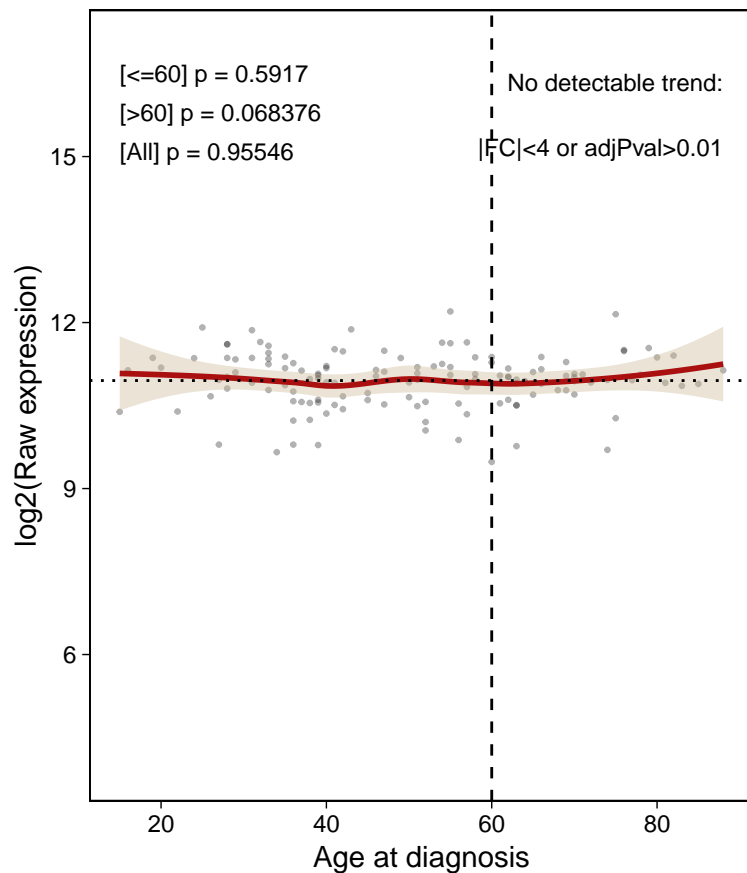 [<=60] p = 0.5917
[>60] p = 0.068376
[All] p = 0.95546
No detectable trend:
|FC|<4 or adjPval>0.01
log2(Raw expression)
15
12
9
6
20
40
60
80
Age at diagnosis